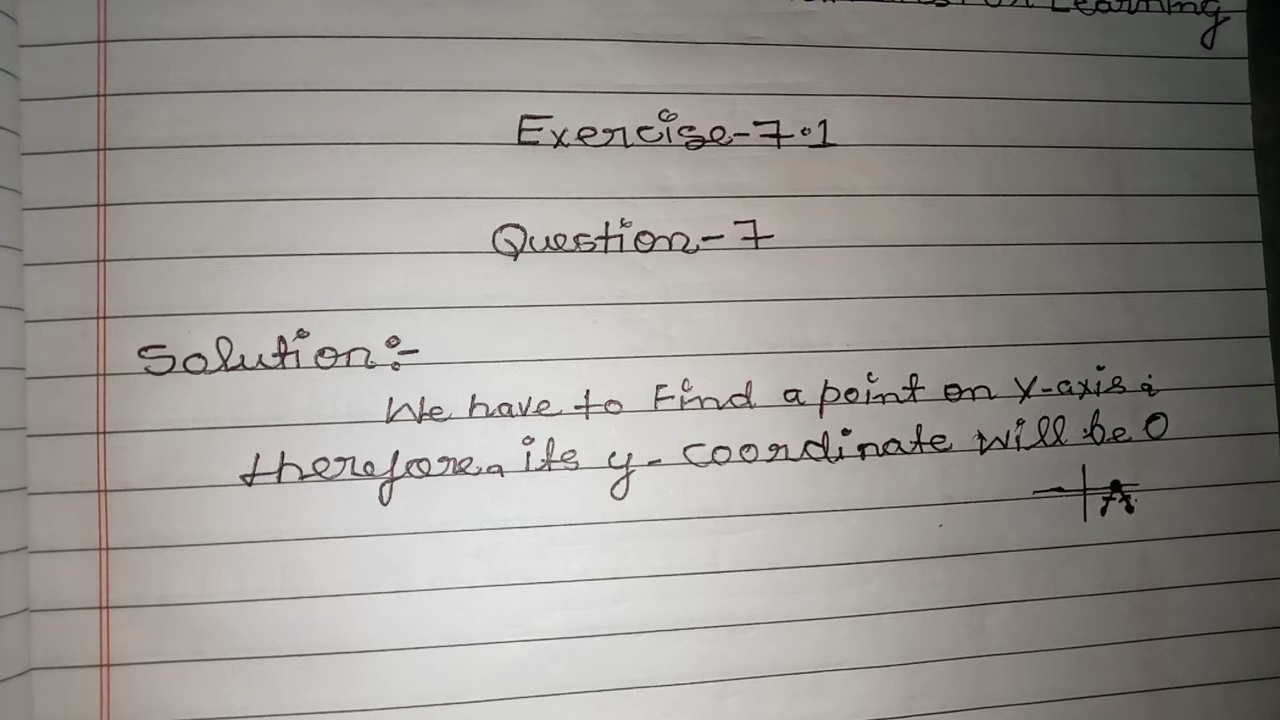 Learning
Exercise-7.1
Question-7
Solution:-
We have to Find a point on X-axis.
therefore, its y-coordinate will be 0